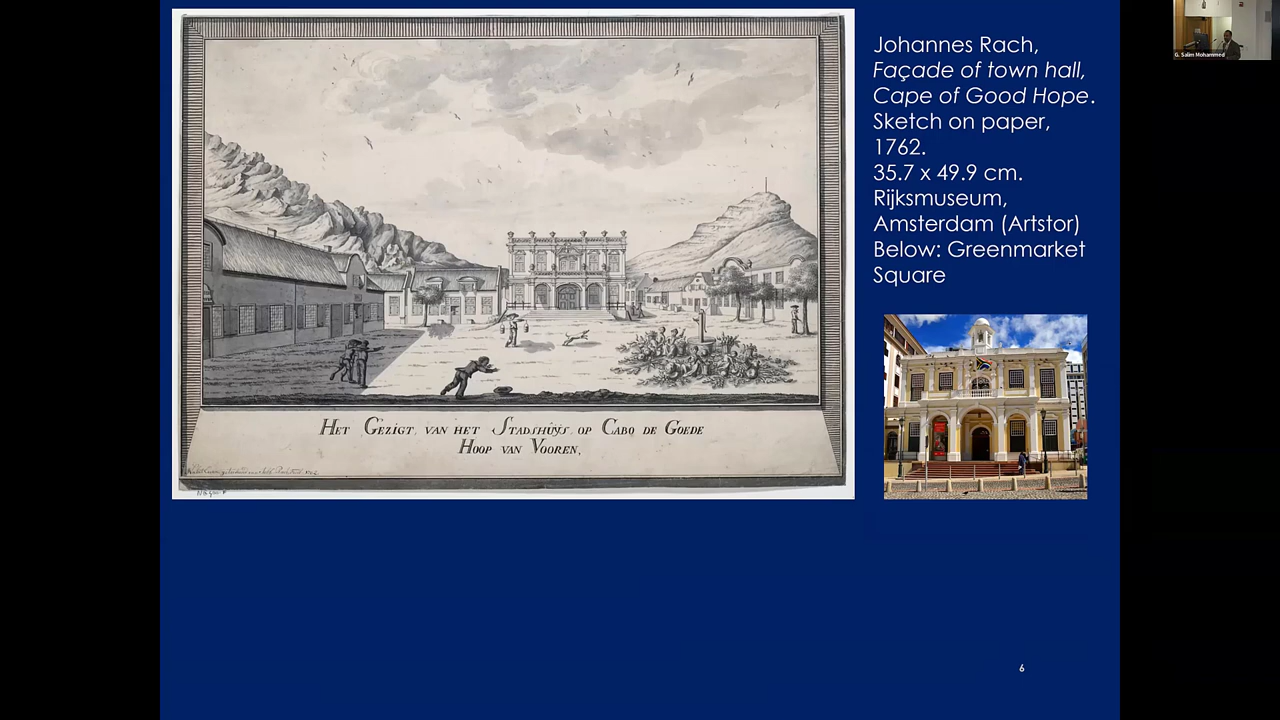 Johannes Rach,
Façade of town hall,
Cape of Good Hope.
Sketch on paper,
1762.
35.7 x 49.9 cm.
Rijksmuseum,
Amsterdam (Artstor)
Below: Greenmarket
Square
Het Gezigt van het Stadshuÿs op Cabo de Goede
Hoop van Vooren,
6
G. Salim Mohammed